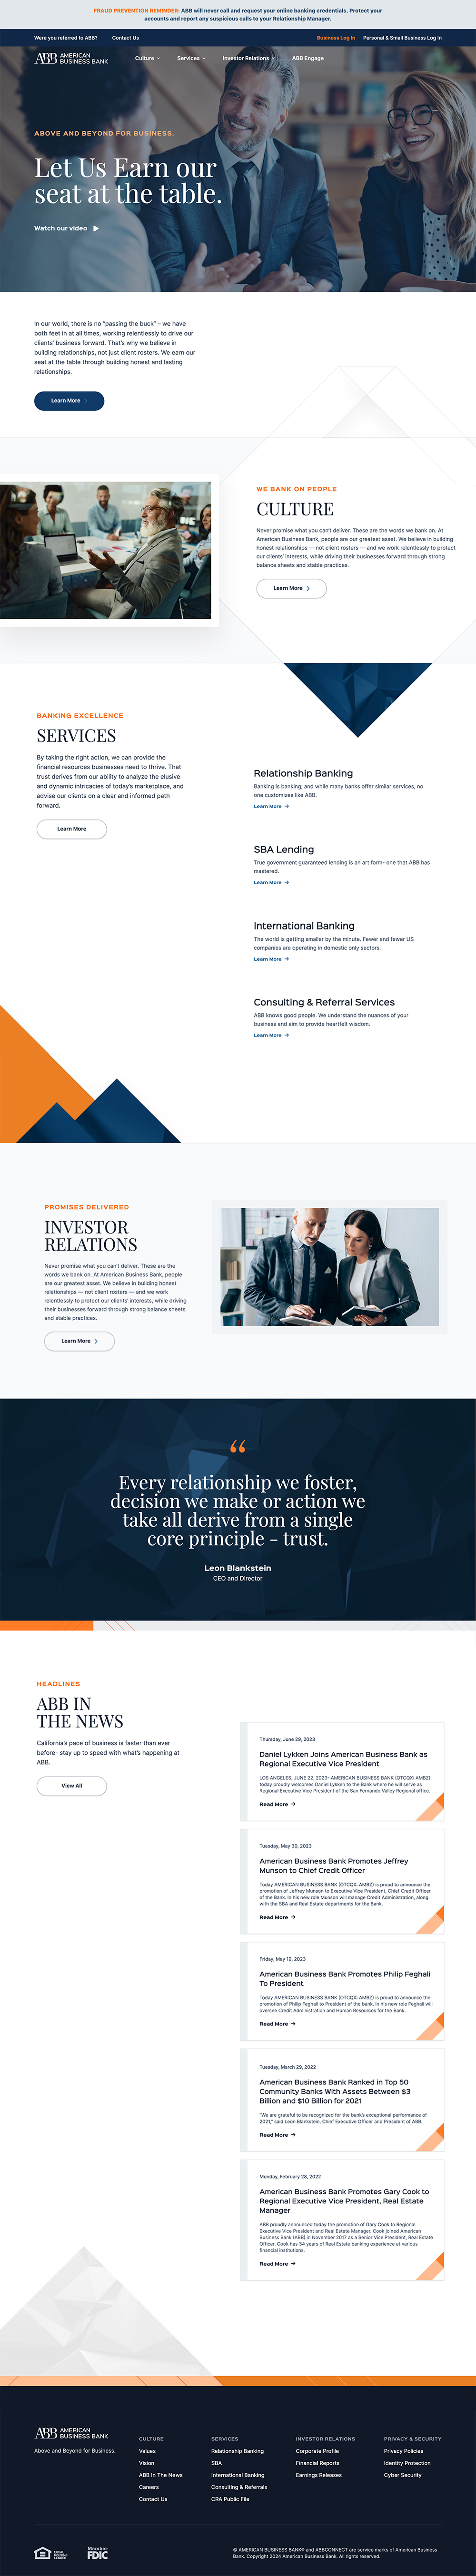 FRAUD PREVENTION REMINDER: ABB will never call and request your online banking credentials. Protect your
accounts and report any suspicious calls to your Relationship Manager.
Were you referred to ABB? Contact Us Business Log In Personal & Small Business Log In
ABB AMERICAN
BUSINESS BANK
Culture Services Investor Relations ABB Engage
ABOVE AND BEYOND FOR BUSINESS.
Let Us Earn our
seat at the table.
Watch our video
In our world, there is no "passing the buck" – we have
both feet in at all times, working relentlessly to drive our
clients' business forward. That's why we believe in
building relationships, not just client rosters. We earn our
seat at the table through building honest and lasting
relationships.
Learn More
WE BANK ON PEOPLE
CULTURE
Never promise what you can't deliver. These are the words we bank on. At
American Business Bank, people are our greatest asset. We believe in building
honest relationships — not client rosters — and we work relentlessly to protect
our clients' interests, while driving their businesses forward through strong
balance sheets and stable practices.
Learn More
BANKING EXCELLENCE
SERVICES
By taking the right action, we can provide the
financial resources businesses need to thrive. That
trust derives from our ability to analyze the elusive
and dynamic intricacies of today's marketplace, and
advise our clients on a clear and informed path
forward.
Learn More
Relationship Banking
Banking is banking; and while many banks offer similar services, no
one customizes like ABB.
Learn More
SBA Lending
True government guaranteed lending is an art form- one that ABB has
mastered.
Learn More
International Banking
The world is getting smaller by the minute. Fewer and fewer US
companies are operating in domestic only sectors.
Learn More
Consulting & Referral Services
ABB knows good people. We understand the nuances of your
business and aim to provide heartfelt wisdom.
Learn More
PROMISES DELIVERED
INVESTOR
RELATIONS
Never promise what you can't deliver. These are the
words we bank on. At American Business Bank, people
are our greatest asset. We believe in building honest
relationships — not client rosters — and we work
relentlessly to protect our clients' interests, while driving
their businesses forward through strong balance sheets
and stable practices.
Learn More
“
Every relationship we foster,
decision we make or action we
take all derive from a single
core principle - trust.
Leon Blankstein
CEO and Director
HEADLINES
ABB IN
THE NEWS
California's pace of business is faster than ever
before- stay up to speed with what's happening at
ABB.
View All
Thursday, June 29, 2023
Daniel Lykken Joins American Business Bank as
Regional Executive Vice President
LOS ANGELES, JUNE 22, 2023- AMERICAN BUSINESS BANK (OTCQX: AMBZ)
today proudly welcomes Daniel Lykken to the Bank where he will serve as
Regional Executive Vice President of the San Fernando Valley Regional office.
Read More
Tuesday, May 30, 2023
American Business Bank Promotes Jeffrey
Munson to Chief Credit Officer
Today AMERICAN BUSINESS BANK (OTCQX: AMBZ) is proud to announce the
promotion of Jeffrey Munson to Executive Vice President, Chief Credit Officer
of the Bank. In his new role Munson will manage Credit Administration, along
with the SBA and Real Estate departments for the Bank.
Read More
Friday, May 19, 2023
American Business Bank Promotes Philip Feghali
To President
Today AMERICAN BUSINESS BANK (OTCQX: AMBZ) is proud to announce the
promotion of Philip Feghali to President of the bank. In his new role Feghali will
oversee Credit Administration and Human Resources for the Bank.
Read More
Tuesday, March 29, 2022
American Business Bank Ranked in Top 50
Community Banks With Assets Between $3
Billion and $10 Billion for 2021
"We are grateful to be recognized for the bank's exceptional performance of
2021," said Leon Blankstein, Chief Executive Officer and President of ABB.
Read More
Monday, February 28, 2022
American Business Bank Promotes Gary Cook to
Regional Executive Vice President, Real Estate
Manager
ABB proudly announced today the promotion of Gary Cook to Regional
Executive Vice President and Real Estate Manager. Cook joined American
Business Bank (ABB) in November 2017 as a Senior Vice President, Real Estate
Officer. Cook has 34 years of Real Estate banking experience at various
financial institutions.
Read More
ABB AMERICAN
BUSINESS BANK
Above and Beyond for Business.
CULTURE
Values
Vision
ABB In The News
Careers
Contact Us
SERVICES
Relationship Banking
SBA
International Banking
Consulting & Referrals
CRA Public File
INVESTOR RELATIONS
Corporate Profile
Financial Reports
Earnings Releases
PRIVACY & SECURITY
Privacy Policies
Identity Protection
Cyber Security
EQUAL
HOUSING
LENDER
Member
FDIC
© AMERICAN BUSINESS BANK® and ABBCONNECT are service marks of American Business
Bank. Copyright 2024 American Business Bank. All rights reserved.